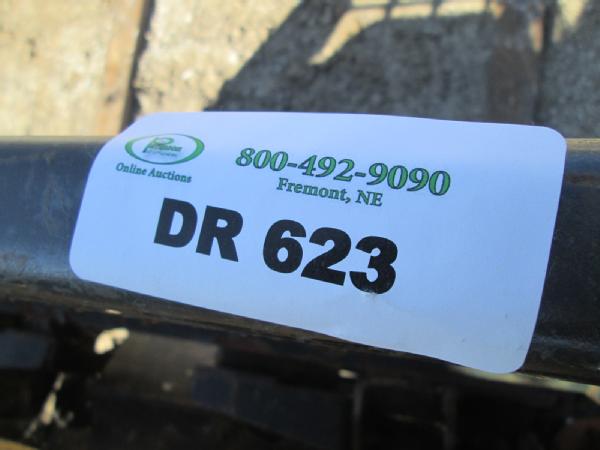 Online Auctions
800-492-9090
Fremont, NE
DR 623